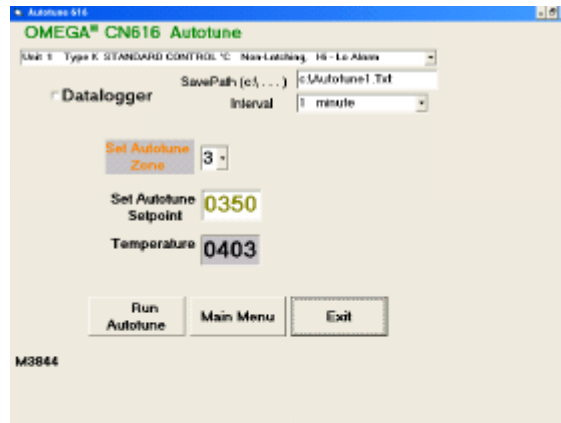 Autotune 616
OMEGA® CN616 Autotune
Unit 1 Type K STANDARD CONTROL °C Non-Latching, Hi - Lo Alarm
SavePath (c:\, . . . ) c:\Autotune1.Txt
Datalogger
Interval 1 minute
Set Autotune
Zone
3
Set Autotune
Setpoint
0350
Temperature
0403
Run
Autotune
Main Menu
Exit
M3844